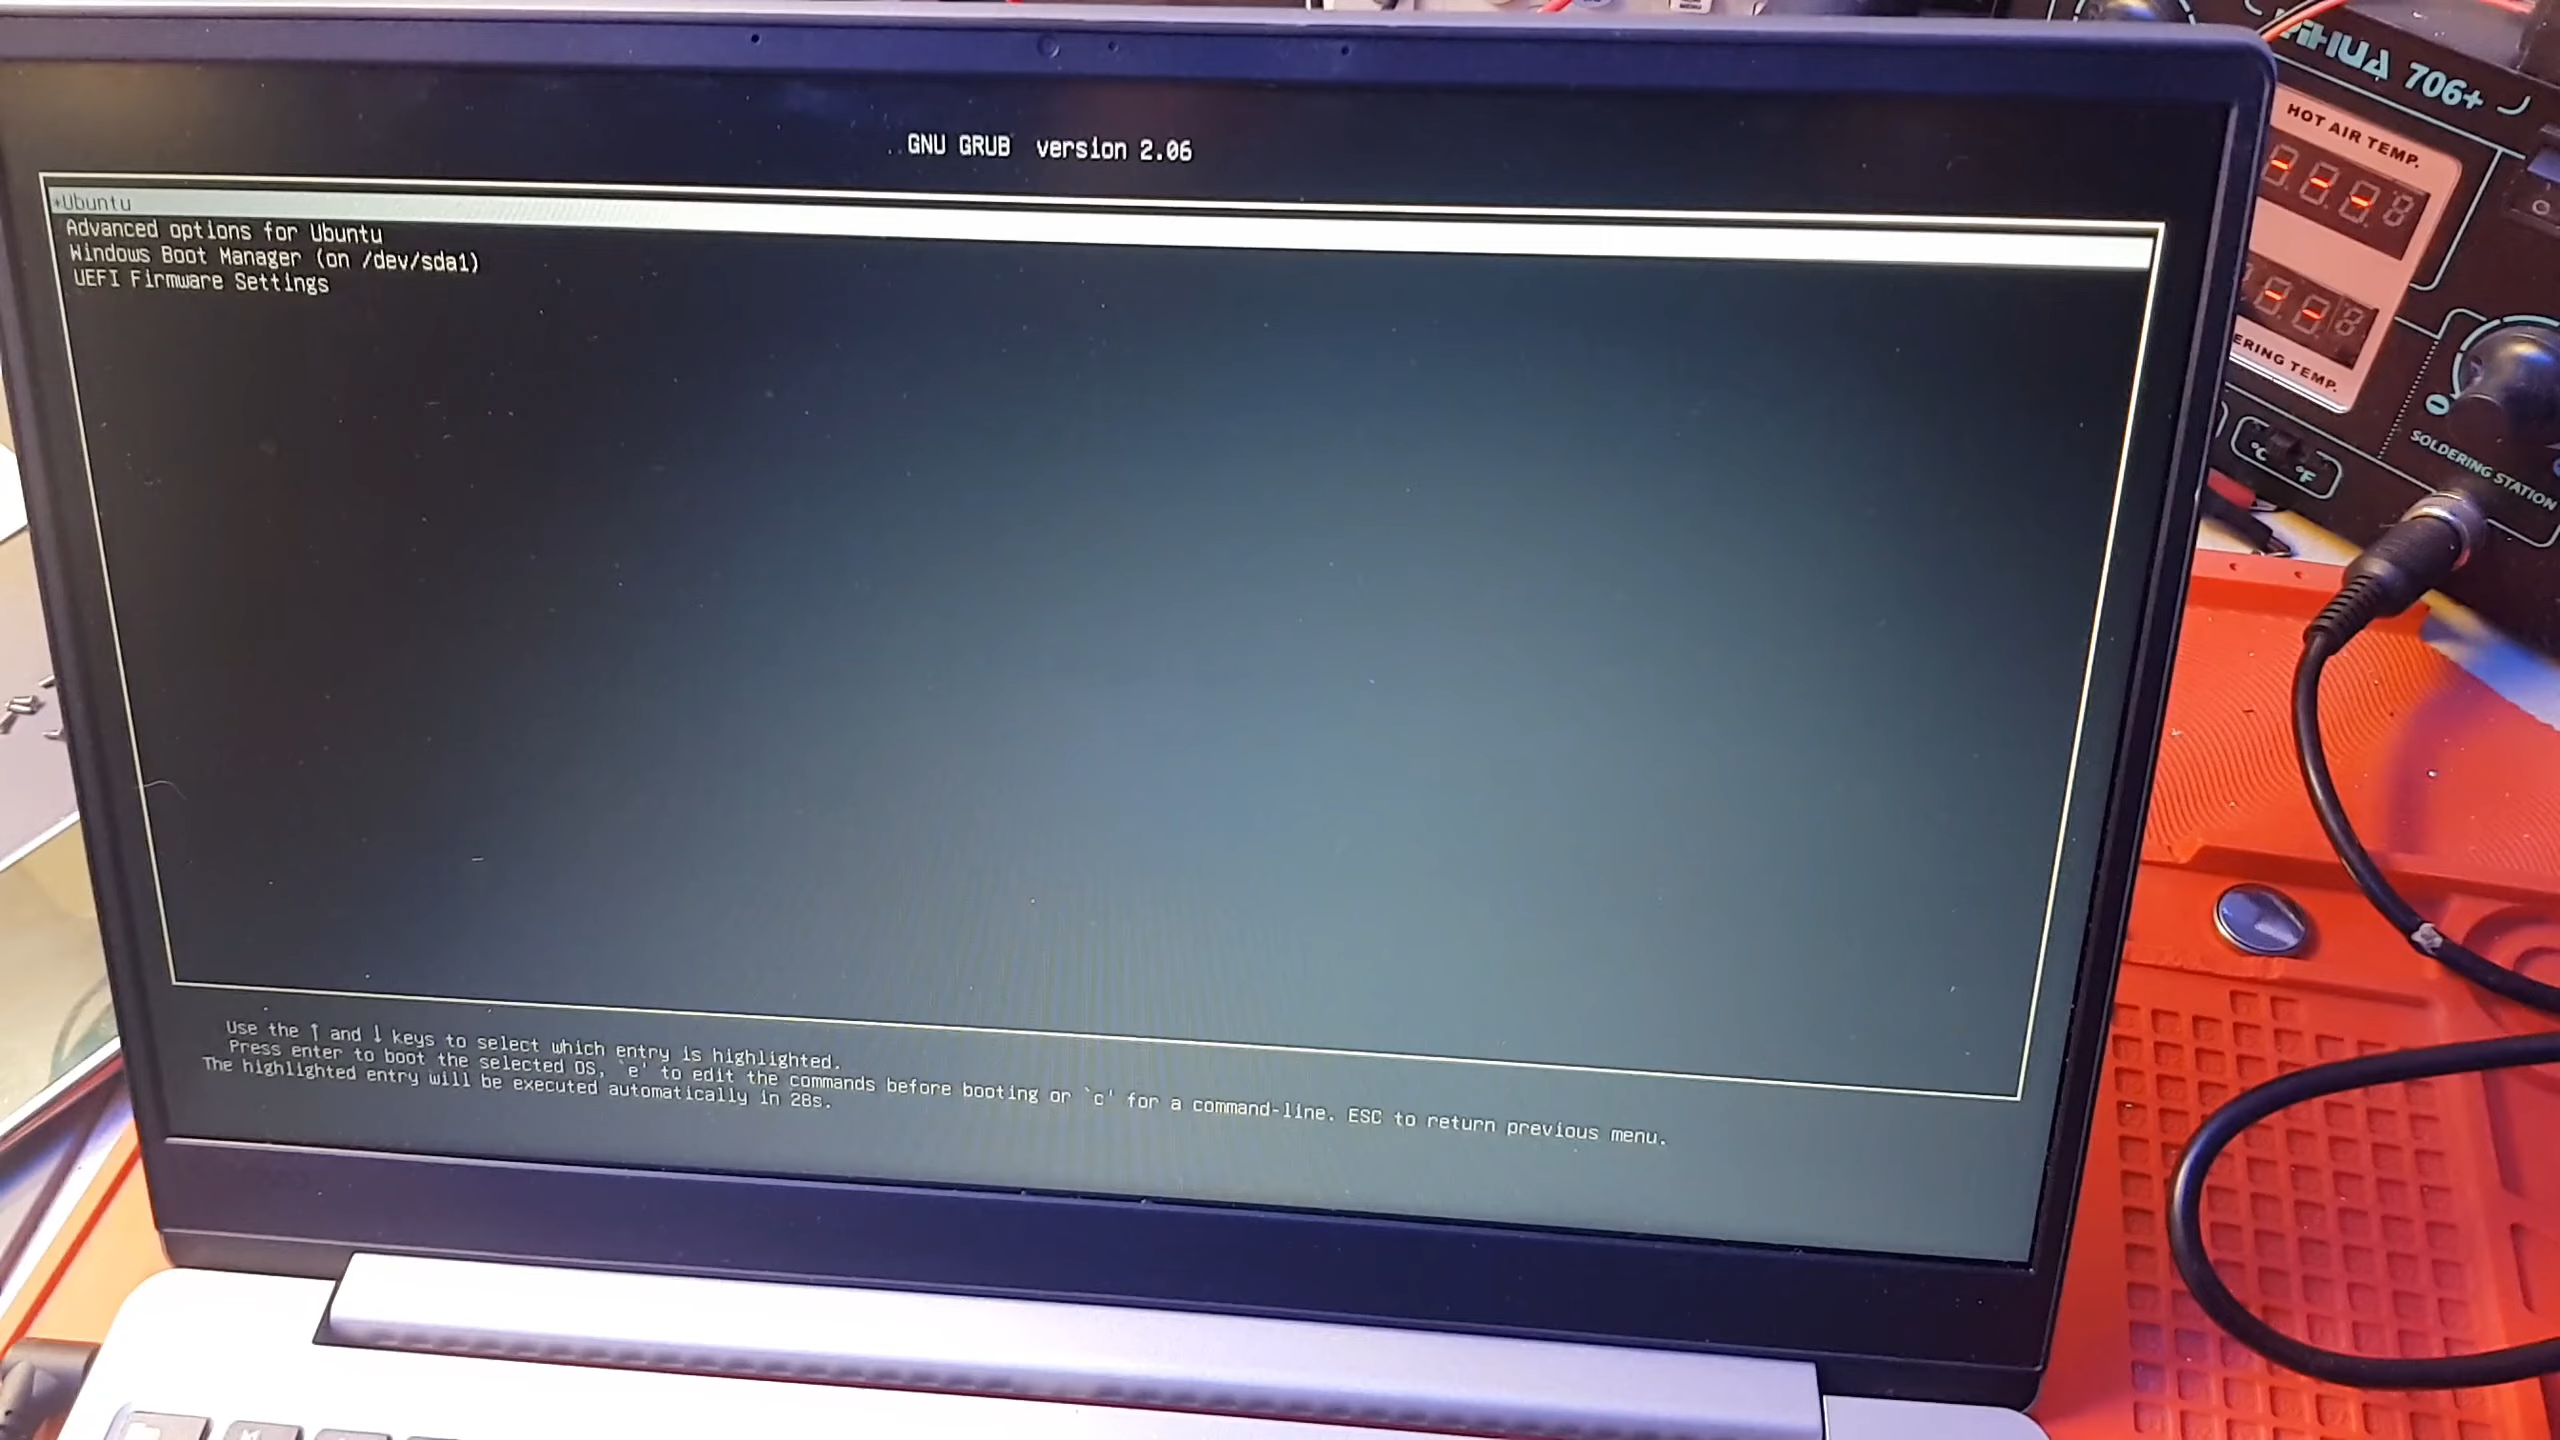 GNU GRUB version 2.06
*Ubuntu
Advanced options for Ubuntu
Windows Boot Manager (on /dev/sda1)
UEFI Firmware Settings
Use the ↑ and ↓ keys to select which entry is highlighted.
Press enter to boot the selected OS, `e' to edit the commands before booting or `c' for a command-line. ESC to return previous menu.
The highlighted entry will be executed automatically in 28s.
706+
HOT AIR TEMP.
TEMP.
°C °F
SOLDERING STATION